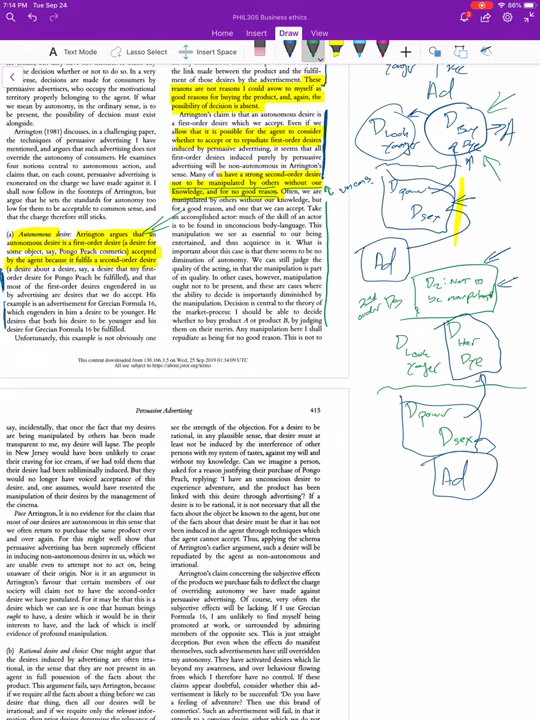 7:14 PM Tue Sep 24
86%
PHIL305 Business ethics
Home Insert Draw View
Text Mode
Lasso Select
Insert Space
any the decision whether or not to do so. In a very
sense, decisions are made for consumers by
persuasive advertisers, who occupy the motivational
territory properly belonging to the agent. If what
we mean by autonomy, in the ordinary sense, is to
be present, the possibility of decision must exist
alongside.
Arrington (1981) discusses, in a challenging paper,
the techniques of persuasive advertising I have
mentioned, and argues that such advertising does
not override the autonomy of consumers. He examines
four notions central to autonomous action, and
claims that, on each count, persuasive advertising is
exonerated on the charge we have made against it. I
shall now follow in the footsteps of Arrington, but
argue that he sets the standards for autonomy too
low for them to be acceptable to common sense, and
that the charge therefore still sticks.
(a) Autonomous desire: Arrington argues that an
autonomous desire is a first-order desire (a desire for
some object, say, Pongo Peach cosmetics) accepted
by the agent because it fulfils a second-order desire
(a desire about a desire, say, a desire that my first-
order desire for Pongo Peach be fulfilled), and that
most of the first-order desires engendered in us
by advertising are desires that we do accept. His
example is an advertisement for Grecian Formula 16,
which engenders in him a desire to be younger. He
desires that both his desire to be younger and his
desire for Grecian Formula 16 be fulfilled.
Unfortunately, this example is not obviously one
the link made between the product and the fulfil-
ment of those desires by the advertisement. These
reasons are not reasons I could avow to myself as
good reasons for buying the product, and, again, the
possibility of decision is absent.
Arrington's claim is that an autonomous desire is
a first-order desire which we accept. Even if we
allow that it is possible for the agent to consider
whether to accept or to repudiate first-order desires
induced by persuasive advertising, it seems that all
first-order desires induced purely by persuasive
advertising will be non-autonomous in Arrington's
sense. Many of us have a strong second-order desire
not to be manipulated by others without our
knowledge, and for no good reason. Often, we are
manipulated by others without our knowledge, but
for a good reason, and one that we can accept. Take
an accomplished actor: much of the skill of an actor
is to be found in unconscious body-language. This
manipulation we see as essential to our being
entertained, and thus acquiesce in it. What is
important about this case is that there seems to be no
diminution of autonomy. We can still judge the
quality of the acting, in that the manipulation is part
of its quality. In other cases, however, manipulation
ought not to be present, and these are cases where
the ability to decide is importantly diminished by
the manipulation. Decision is central to the theory of
the market-process: I should be able to decide
whether to buy product A or product B, by judging
them on their merits. Any manipulation here I shall
repudiate as being for no good reason. This is not to
This content downloaded from 130.166.3.5 on Wed, 25 Sep 2019 01:34:09 UTC
All use subject to https://about.jstor.org/terms
Persuasive Advertising 415
say, incidentally, that once the fact that my desires
are being manipulated by others has been made
transparent to me, my desire will lapse. The people
in New Jersey would have been unlikely to cease
their craving for ice cream, if we had told them that
their desire had been subliminally induced. But they
would no longer have voiced acceptance of this
desire, and, one assumes, would have resented the
manipulation of their desires by the management of
the cinema.
Pace Arrington, it is no evidence for the claim that
most of our desires are autonomous in this sense that
we often return to purchase the same product over
and over again. For this might well show that
persuasive advertising has been supremely efficient
in inducing non-autonomous desires in us, which we
are unable even to attempt not to act on, being
unaware of their origin. Nor is it an argument in
Arrington's favour that certain members of our
society will claim not to have the second-order
desire we have postulated. For it may be that this is a
desire which we can see is one that human beings
ought to have, a desire which it would be in their
interests to have, and the lack of which is itself
evidence of profound manipulation.
(b) Rational desire and choice: One might argue that
the desires induced by advertising are often irra-
tional, in the sense that they are not present in an
agent in full possession of the facts about the
product. This argument fails, says Arrington, because
if we require all the facts about a thing before we can
desire that thing, then all our desires will be
irrational; and if we require only the relevant infor-
see the strength of the objection. For a desire to be
rational, in any plausible sense, that desire must at
least not be induced by the interference of other
persons with my system of tastes, against my will and
without my knowledge. Can we imagine a person,
asked for a reason justifying their purchase of Pongo
Peach, replying: 'I have an unconscious desire to
experience adventure, and the product has been
linked with this desire through advertising'? If a
desire is to be rational, it is not necessary that all the
facts about the object be known to the agent, but one
of the facts about that desire must be that it has not
been induced in the agent through techniques which
the agent cannot accept. Thus, applying the schema
of Arrington's earlier argument, such a desire will be
repudiated by the agent as non-autonomous and
irrational.
Arrington's claim concerning the subjective effects
of the products we purchase fails to deflect the charge
of overriding autonomy we have made against
persuasive advertising. Of course, very often the
subjective effects will be lacking. If I use Grecian
Formula 16, I am unlikely to find myself being
promoted at work, or surrounded by admiring
members of the opposite sex. This is just straight
deception. But even when the effects do manifest
themselves, such advertisements have still overridden
my autonomy. They have activated desires which lie
beyond my awareness, and over behaviour flowing
from which I therefore have no control. If these
claims appear doubtful, consider whether this ad-
vertisement is likely to be successful: 'Do you have
a feeling of adventure? Then use this brand of
cosmetics'. Such an advertisement will fail, in that
Ad
D Look younger
D Buy Dye
A
D power
D sex
Ad
2nd order D
D2: Not to be manipulated
D Look younger
D Hair Dye
D power
D sex
Ad